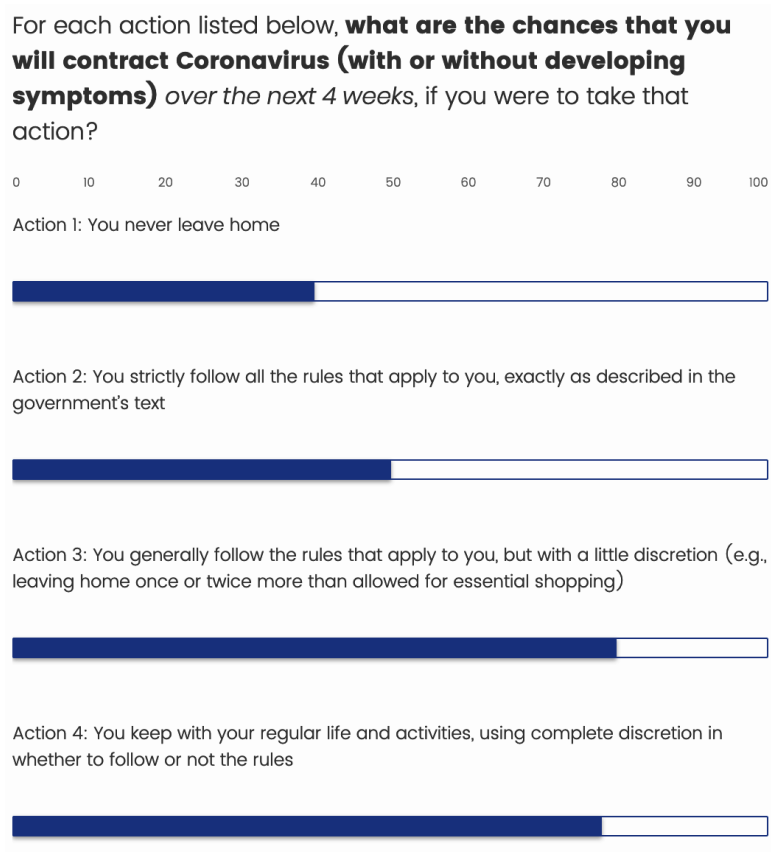 For each action listed below, what are the chances that you
will contract Coronavirus (with or without developing
symptoms) over the next 4 weeks, if you were to take that
action?
0 10 20 30 40 50 60 70 80 90 100
Action 1: You never leave home
Action 2: You strictly follow all the rules that apply to you, exactly as described in the
government's text
Action 3: You generally follow the rules that apply to you, but with a little discretion (e.g.,
leaving home once or twice more than allowed for essential shopping)
Action 4: You keep with your regular life and activities, using complete discretion in
whether to follow or not the rules